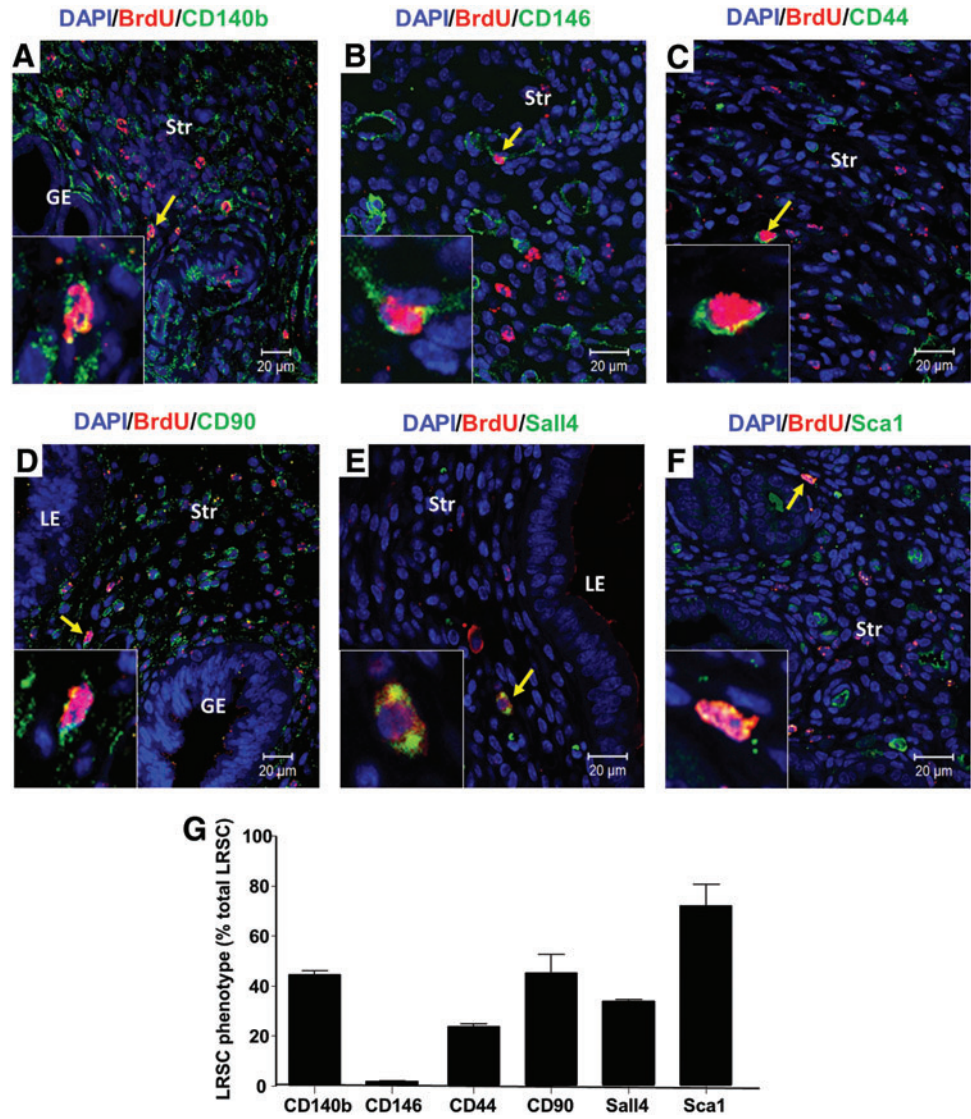 DAPI/BrdU/CD140b
DAPI/BrdU/CD146
DAPI/BrdU/CD44
A
Str
GE
20 µm
B
Str
20 µm
C
Str
20 µm
DAPI/BrdU/CD90
DAPI/BrdU/Sall4
DAPI/BrdU/Sca1
D
LE
Str
GE
20 µm
E
Str
LE
20 µm
F
Str
20 µm
G
LRSC phenotype (% total LRSC)
100
80
60
40
20
0
CD140b CD146 CD44 CD90 Sall4 Sca1